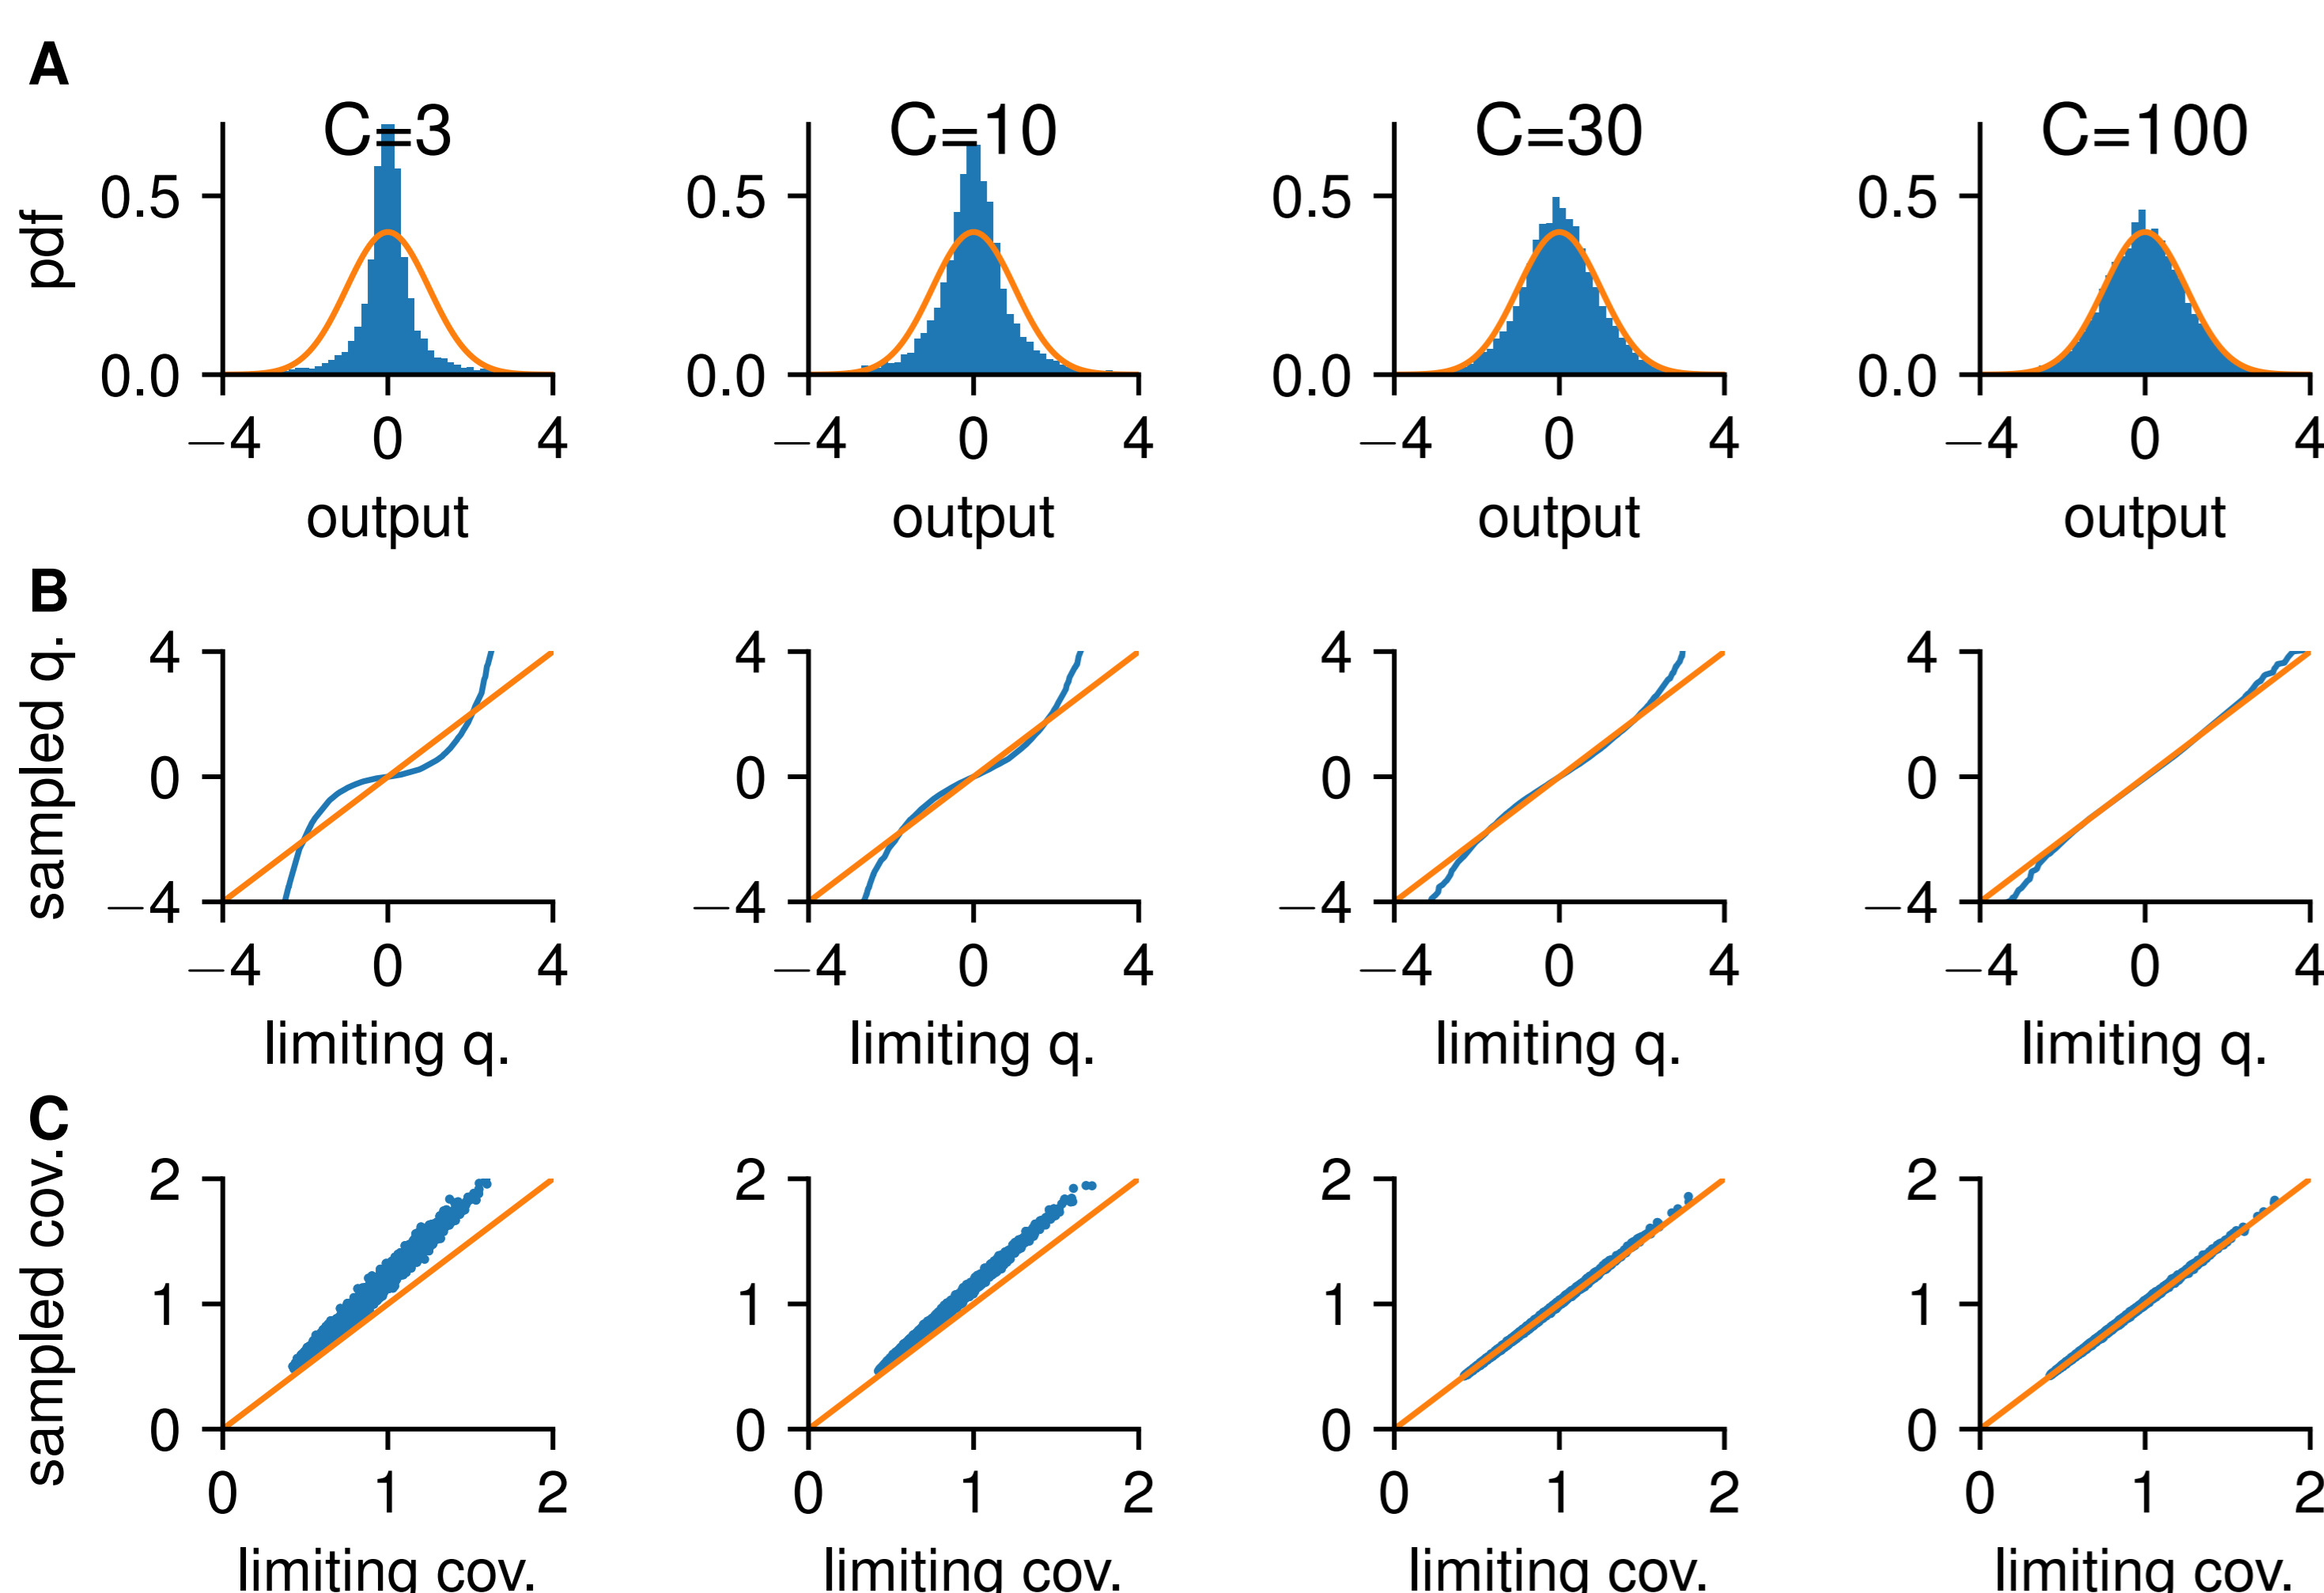 A
C=3 C=10 C=30 C=100
pdf
0.5 0.5 0.5 0.5
0.0 0.0 0.0 0.0
−4 0 4 −4 0 4 −4 0 4 −4 0 4
output output output output
B
sampled q.
4 4 4 4
0 0 0 0
−4 −4 −4 −4
−4 0 4 −4 0 4 −4 0 4 −4 0 4
limiting q. limiting q. limiting q. limiting q.
C
sampled cov.
2 2 2 2
1 1 1 1
0 0 0 0
0 1 2 0 1 2 0 1 2 0 1 2
limiting cov. limiting cov. limiting cov. limiting cov.